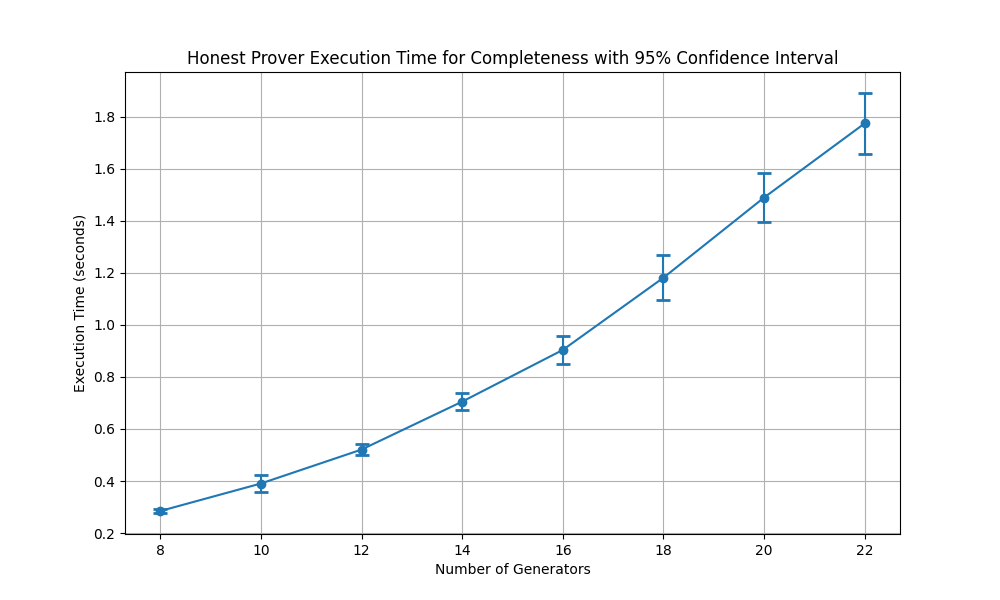 Honest Prover Execution Time for Completeness with 95% Confidence Interval
1.8
1.6
1.4
1.2
1.0
0.8
0.6
0.4
0.2
Execution Time (seconds)
8 10 12 14 16 18 20 22
Number of Generators